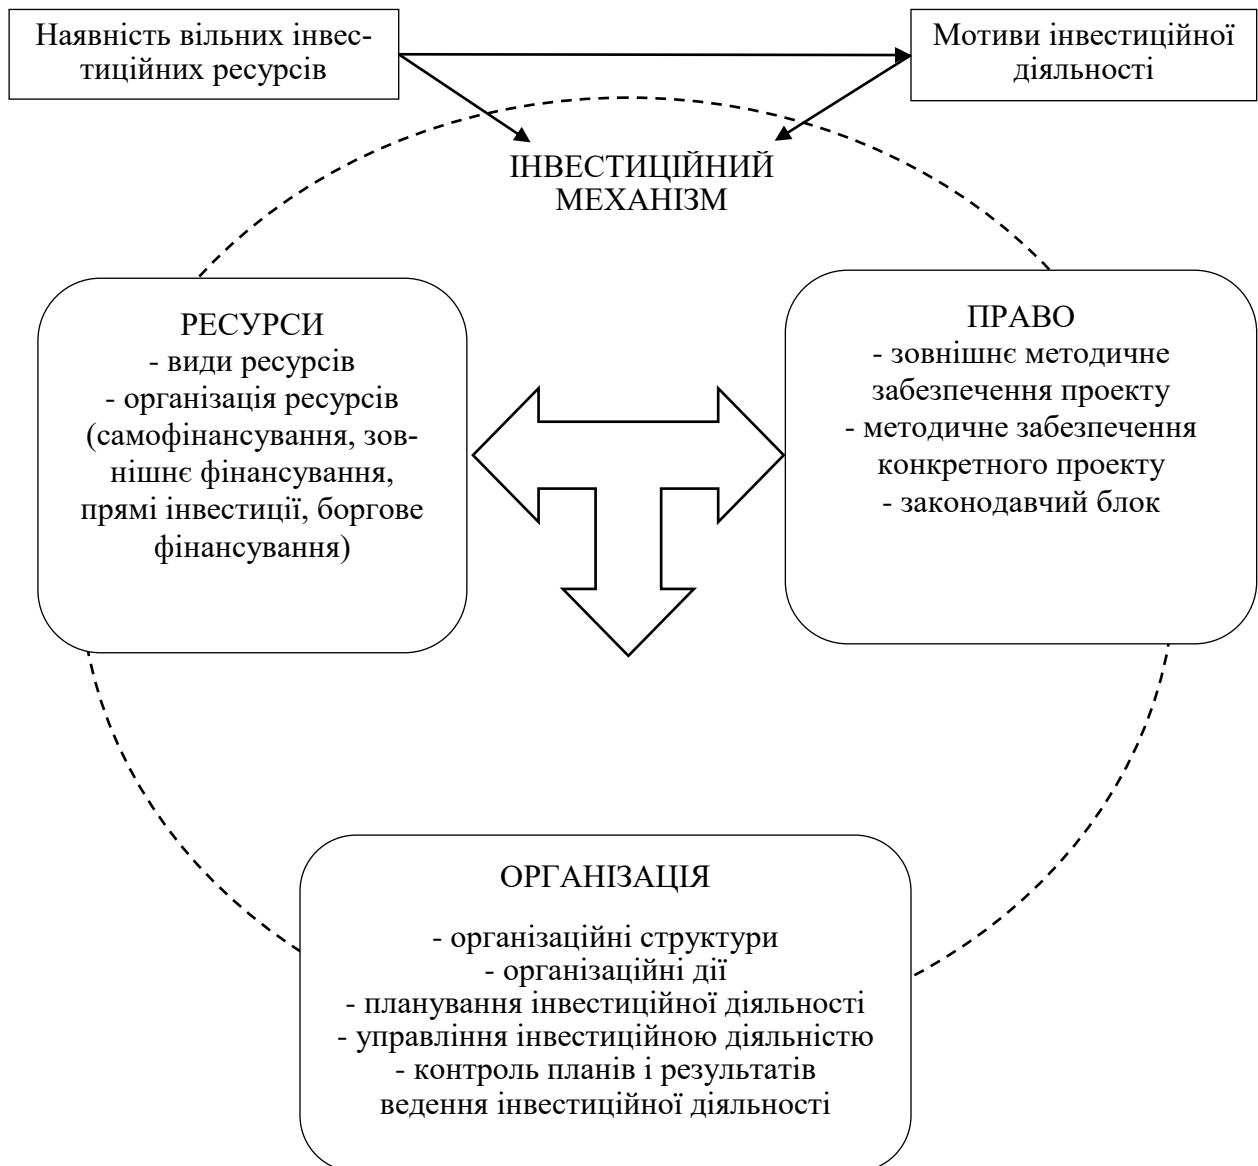 Наявність вільних інвес-
тиційних ресурсів
Мотиви інвестиційної
діяльності
ІНВЕСТИЦІЙНИЙ
МЕХАНІЗМ
РЕСУРСИ
- види ресурсів
- організація ресурсів
(самофінансування, зов-
нішнє фінансування,
прямі інвестиції, боргове
фінансування)
ПРАВО
- зовнішнє методичне
забезпечення проекту
- методичне забезпечення
конкретного проекту
- законодавчий блок
ОРГАНІЗАЦІЯ
- організаційні структури
- організаційні дії
- планування інвестиційної діяльності
- управління інвестиційною діяльністю
- контроль планів і результатів
ведення інвестиційної діяльності